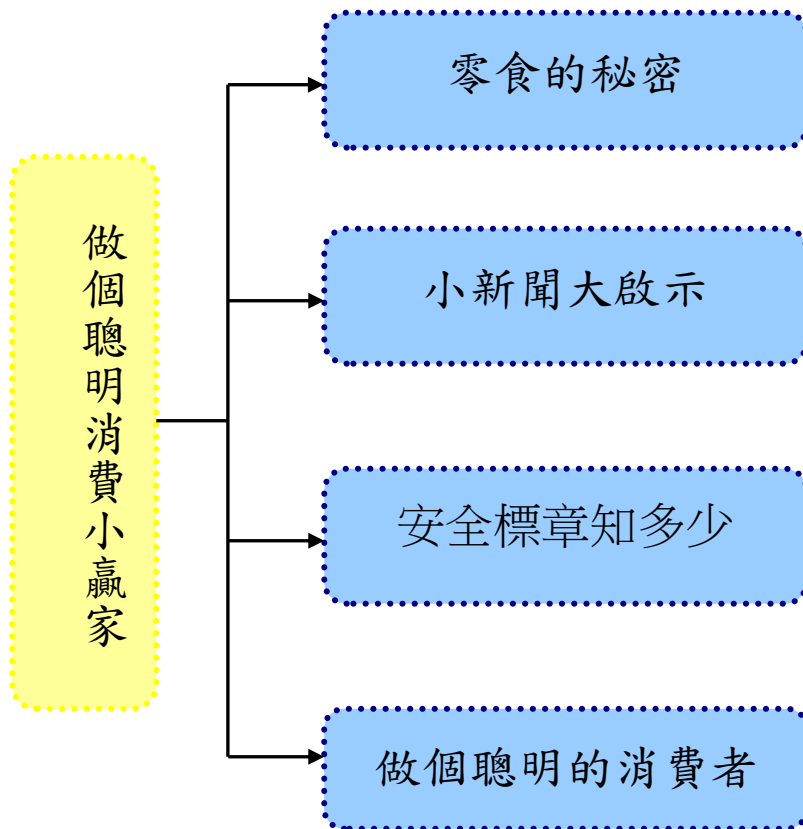 做個聰明消費小贏家
零食的秘密
小新聞大啟示
安全標章知多少
做個聰明的消費者